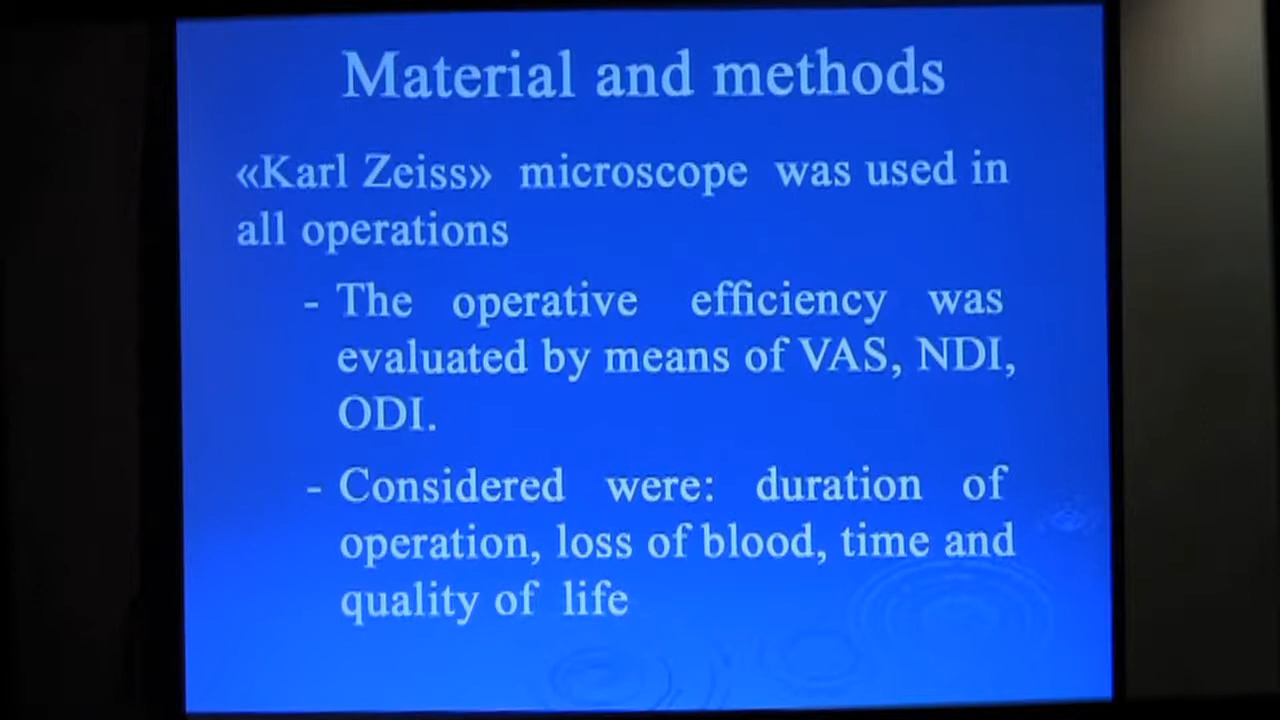 Material and methods
«Karl Zeiss» microscope was used in
all operations
- The operative efficiency was
evaluated by means of VAS, NDI,
ODI.
- Considered were: duration of
operation, loss of blood, time and
quality of life